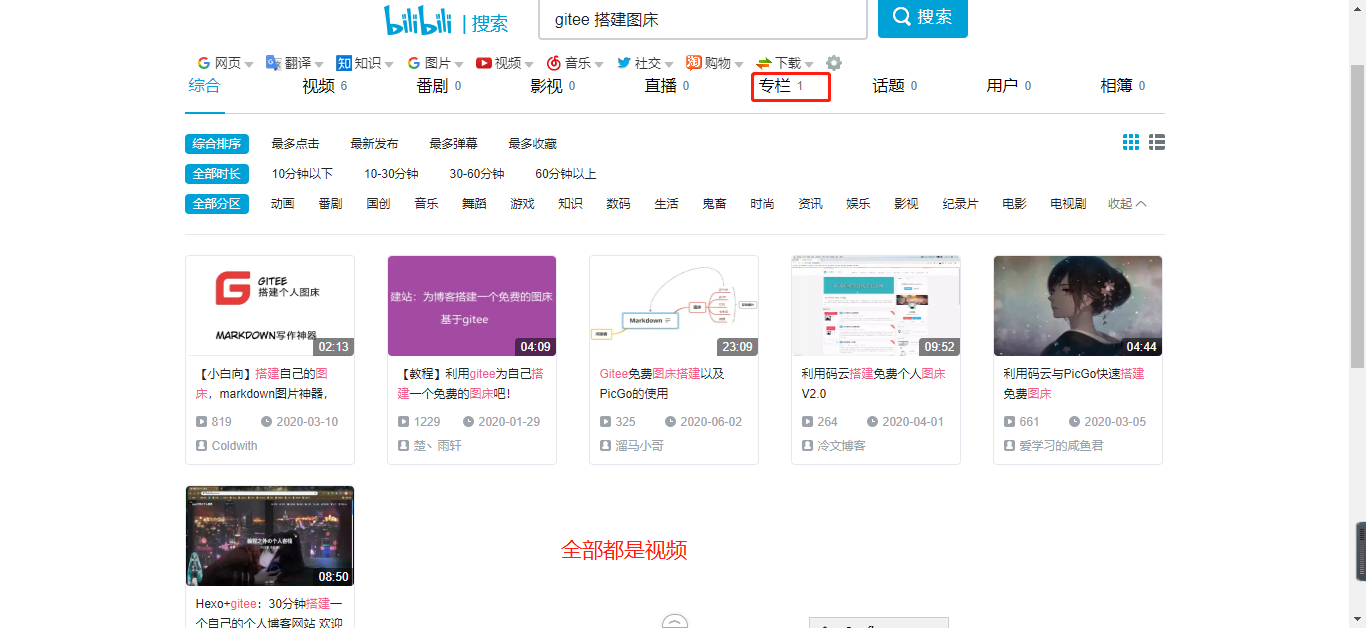 bilibili | 搜索
gitee 搭建图床
搜索
网页 翻译 知识 图片 视频 音乐 社交 购物 下载
综合 视频 6 番剧 0 影视 0 直播 0 专栏 1 话题 0 用户 0 相簿 0
综合排序 最多点击 最新发布 最多弹幕 最多收藏
全部时长 10分钟以下 10-30分钟 30-60分钟 60分钟以上
全部分区 动画 番剧 国创 音乐 舞蹈 游戏 知识 数码 生活 鬼畜 时尚 资讯 娱乐 影视 纪录片 电影 电视剧 收起
GITEE
搭建个人图床
MARKDOWN写作神器
02:13
【小白向】搭建自己的图
床，markdown图片神器，
819 2020-03-10
Coldwith
建站：为博客搭建一个免费的图床
基于gitee
04:09
【教程】利用gitee为自己搭
建一个免费的图床吧！
1229 2020-01-29
楚丶雨轩
Markdown
23:09
Gitee免费图床搭建以及
PicGo的使用
325 2020-06-02
溜马小哥
09:52
利用码云搭建免费个人图床
V2.0
264 2020-04-01
冷文博客
04:44
利用码云与PicGo快速搭建
免费图床
661 2020-03-05
爱学习的咸鱼君
08:50
Hexo+gitee：30分钟搭建一
个自己的个人博客网站 欢迎
全部都是视频